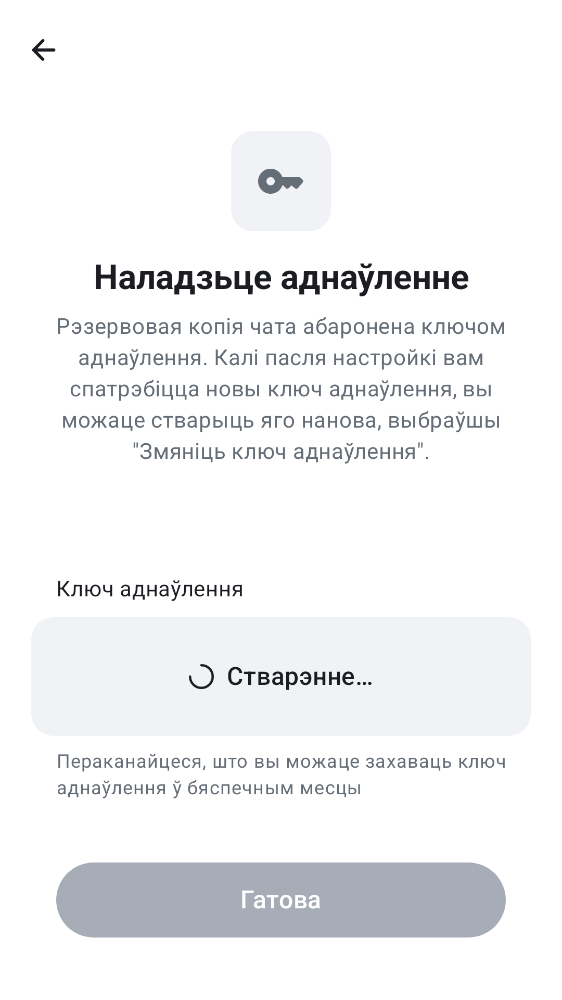 Наладзьце аднаўленне
Рэзервовая копія чата абаронена ключом
аднаўлення. Калі пасля настройкі вам
спатрэбіцца новы ключ аднаўлення, вы
можаце стварыць яго нанова, выбраўшы
"Змяніць ключ аднаўлення".
Ключ аднаўлення
Стварэнне…
Пераканайцеся, што вы можаце захаваць ключ
аднаўлення ў бяспечным месцы
Гатова